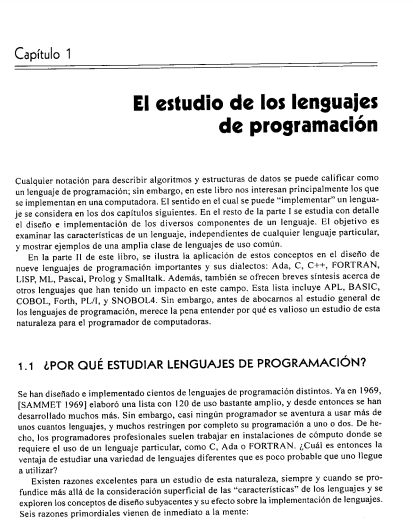 Capítulo 1
El estudio de los lenguajes
de programación
Cualquier notación para describir algoritmos y estructuras de datos se puede calificar como
un lenguaje de programación; sin embargo, en este libro nos interesan principalmente los que
se implementan en una computadora. El sentido en el cual se puede “implementar” un lengua-
je se considera en los dos capítulos siguientes. En el resto de la parte I se estudia con detalle
el diseño e implementación de los diversos componentes de un lenguaje. El objetivo es
examinar las características de un lenguaje, independientes de cualquier lenguaje particular,
y mostrar ejemplos de una amplia clase de lenguajes de uso común.
En la parte II de este libro, se ilustra la aplicación de estos conceptos en el diseño de
nueve lenguajes de programación importantes y sus dialectos: Ada, C, C++, FORTRAN,
LISP, ML, Pascal, Prolog y Smalltalk. Además, también se ofrecen breves síntesis acerca de
otros lenguajes que han tenido un impacto en este campo. Esta lista incluye APL, BASIC,
COBOL, Forth, PL/I, y SNOBOL4. Sin embargo, antes de abocarnos al estudio general de
los lenguajes de programación, merece la pena entender por qué es valioso un estudio de esta
naturaleza para el programador de computadoras.
1.1 ¿POR QUÉ ESTUDIAR LENGUAJES DE PROGRAMACIÓN?
Se han diseñado e implementado cientos de lenguajes de programación distintos. Ya en 1969,
[SAMMET 1969] elaboró una lista con 120 de uso bastante amplio, y desde entonces se han
desarrollado muchos más. Sin embargo, casi ningún programador se aventura a usar más de
unos cuantos lenguajes, y muchos restringen por completo su programación a uno o dos. De he-
cho, los programadores profesionales suelen trabajar en instalaciones de cómputo donde se
requiere el uso de un lenguaje particular, como C, Ada o FORTRAN. ¿Cuál es entonces la
ventaja de estudiar una variedad de lenguajes diferentes que es poco probable que uno llegue
a utilizar?
Existen razones excelentes para un estudio de esta naturaleza, siempre y cuando se pro-
fundice más allá de la consideración superficial de las “características” de los lenguajes y se
exploren los conceptos de diseño subyacentes y su efecto sobre la implementación de lenguajes.
Seis razones primordiales vienen de inmediato a la mente: